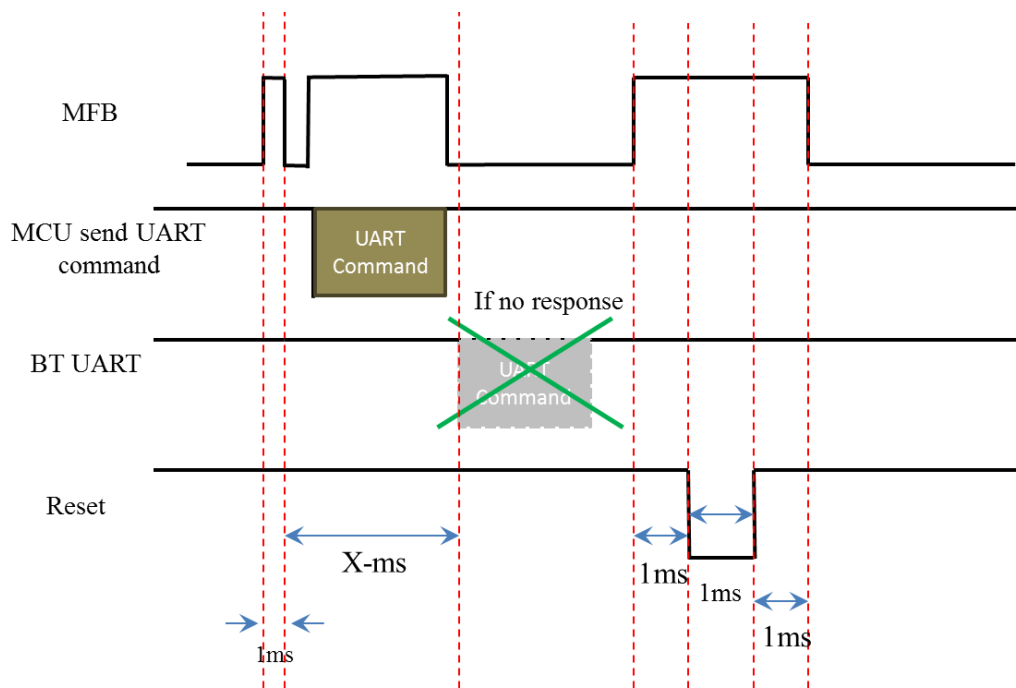 MFB
MCU send UART
command
UART
Command
If no response
BT UART
UART
Command
Reset
X-ms
1ms
1ms
1ms
1ms